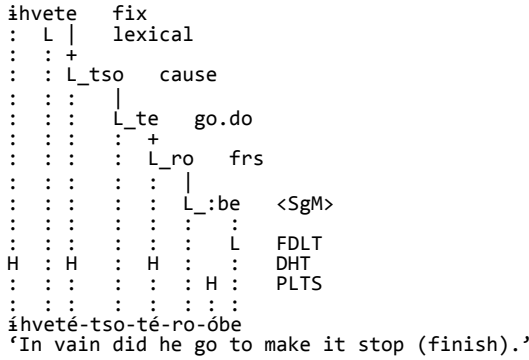 ɨhvete   fix
:  L |   lexical
:  : +
:  : L_tso   cause
:  : :   |
:  : :   L_te   go.do
:  : :   :  +
:  : :   :  L_ro   frs
:  : :   :  :  |
:  : :   :  :  L_:be   <SgM>
:  : :   :  :  :   :
:  : :   :  :  :   L   FDLT
H  : H   :  H  :   :   DHT
:  : :   :  :  : H :   PLTS
:  : :   :  :  : : :
ɨ́hveté-tso-té-ro-óbe
‘In vain did he go to make it stop (finish).’